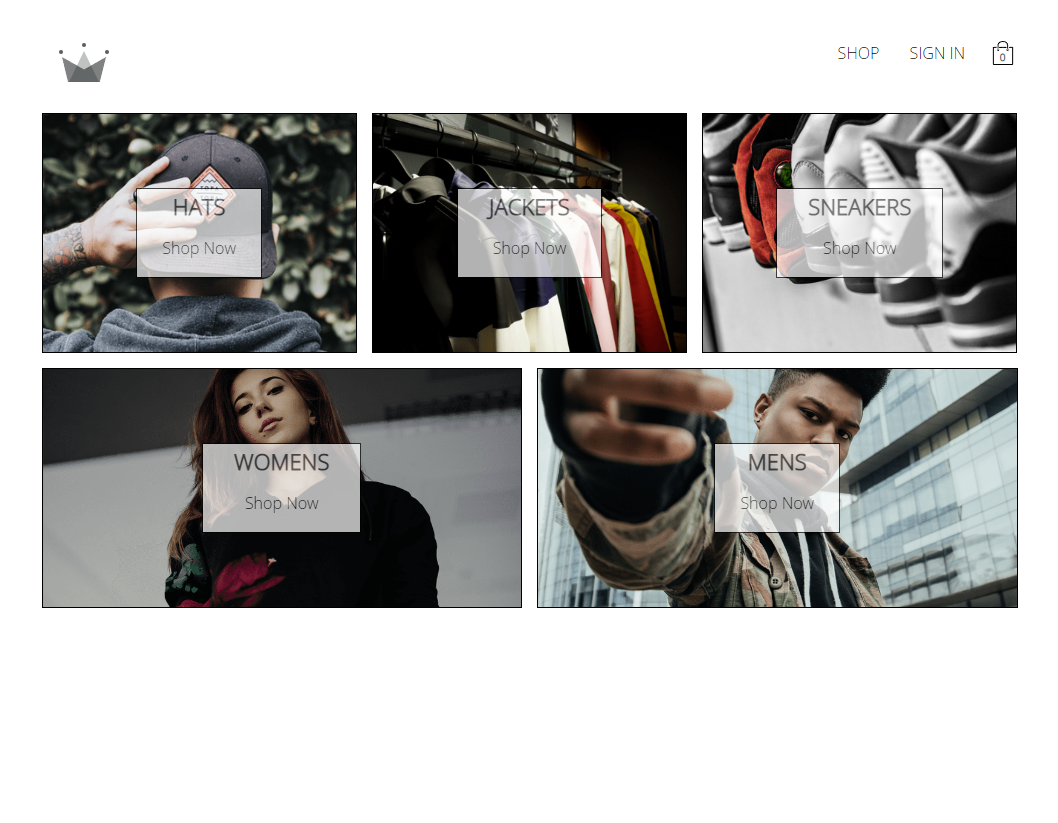 SHOP
SIGN IN
0
HATS
Shop Now
JACKETS
Shop Now
SNEAKERS
Shop Now
WOMENS
Shop Now
MENS
Shop Now